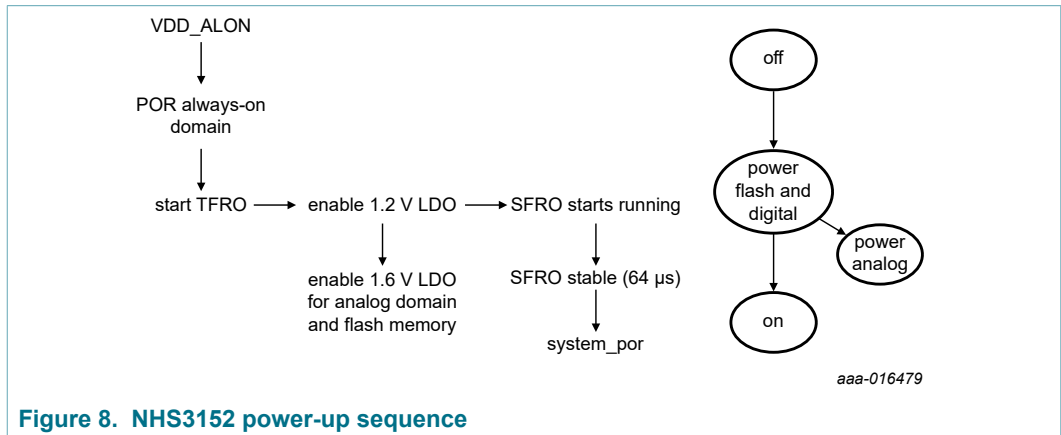 VDD_ALON
POR always-on
domain
start TFRO
enable 1.2 V LDO
SFRO starts running
enable 1.6 V LDO
for analog domain
and flash memory
SFRO stable (64 μs)
system_por
off
power
flash and
digital
power
analog
on
aaa-016479
Figure 8. NHS3152 power-up sequence